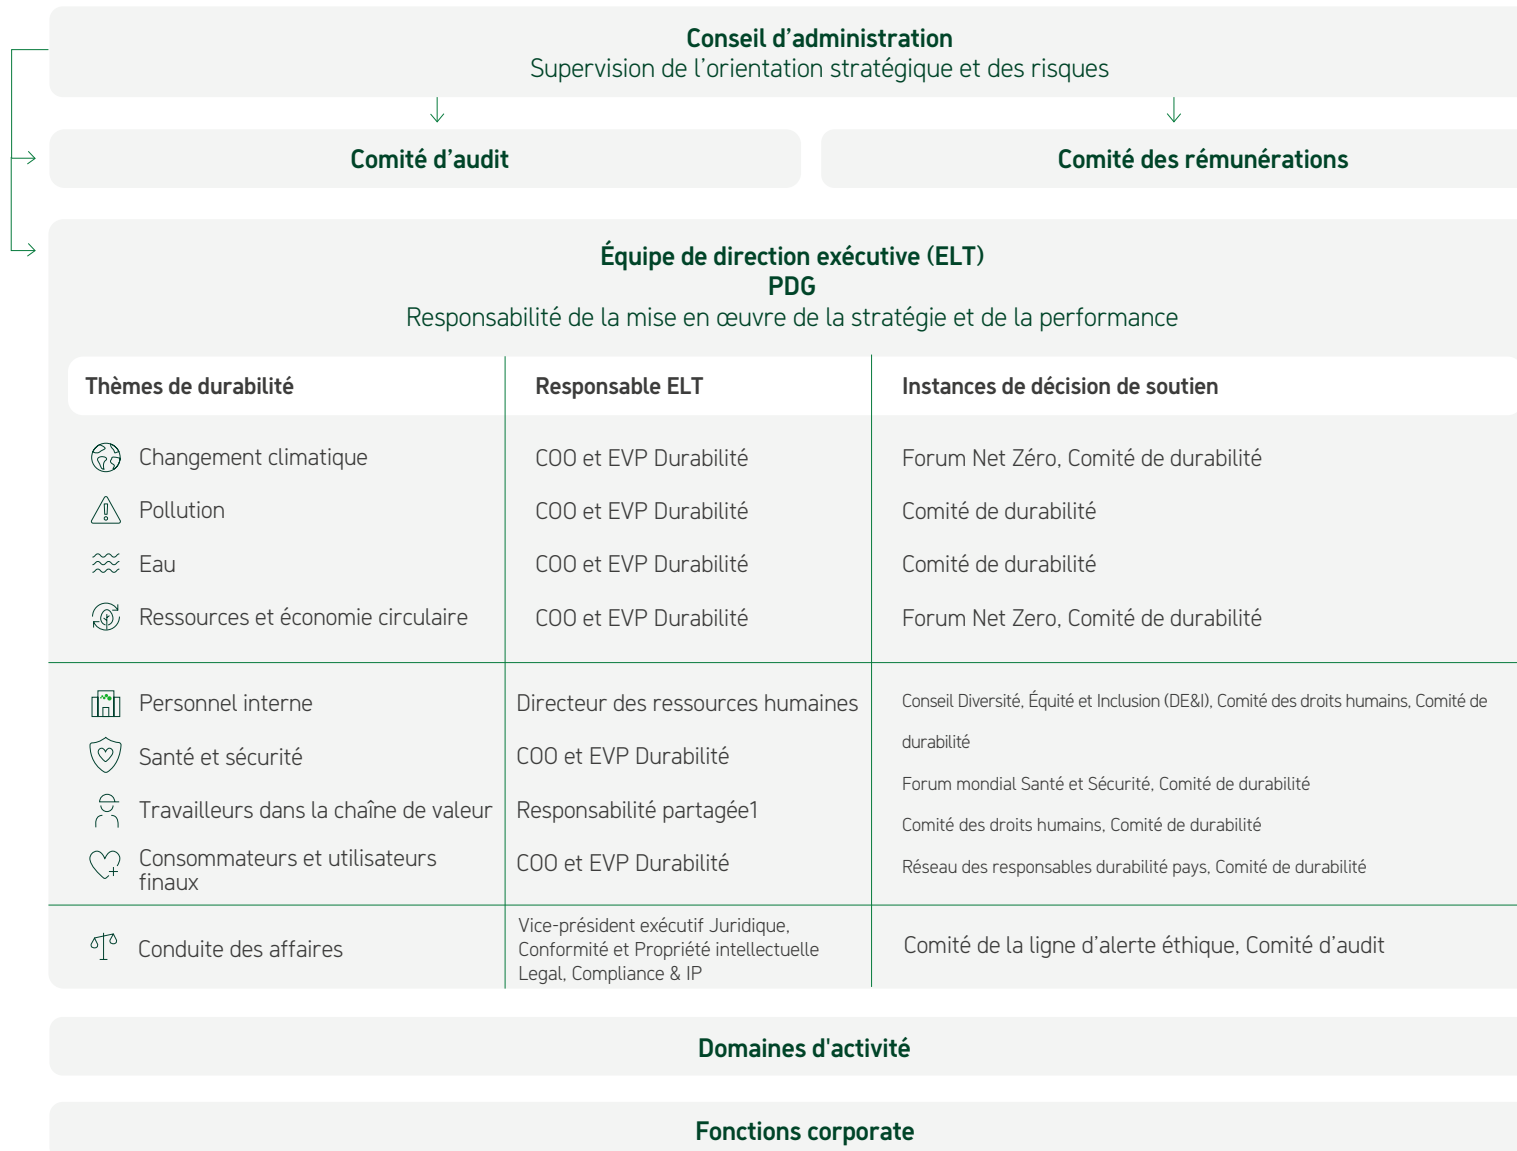 Conseil d’administration
Supervision de l’orientation stratégique et des risques
Comité d’audit
Comité des rémunérations
Équipe de direction exécutive (ELT)
PDG
Responsabilité de la mise en œuvre de la stratégie et de la performance
Thèmes de durabilité
Responsable ELT
Instances de décision de soutien
Changement climatique
COO et EVP Durabilité
Forum Net Zéro, Comité de durabilité
Pollution
COO et EVP Durabilité
Comité de durabilité
Eau
COO et EVP Durabilité
Comité de durabilité
Ressources et économie circulaire
COO et EVP Durabilité
Forum Net Zero, Comité de durabilité
Personnel interne
Directeur des ressources humaines
Conseil Diversité, Équité et Inclusion (DE&I), Comité des droits humains, Comité de
durabilité
Santé et sécurité
COO et EVP Durabilité
Forum mondial Santé et Sécurité, Comité de durabilité
Travailleurs dans la chaîne de valeur
Responsabilité partagée1
Comité des droits humains, Comité de durabilité
Consommateurs et utilisateurs
finaux
COO et EVP Durabilité
Réseau des responsables durabilité pays, Comité de durabilité
Conduite des affaires
Vice-président exécutif Juridique,
Conformité et Propriété intellectuelle
Legal, Compliance & IP
Comité de la ligne d’alerte éthique, Comité d’audit
Domaines d'activité
Fonctions corporate